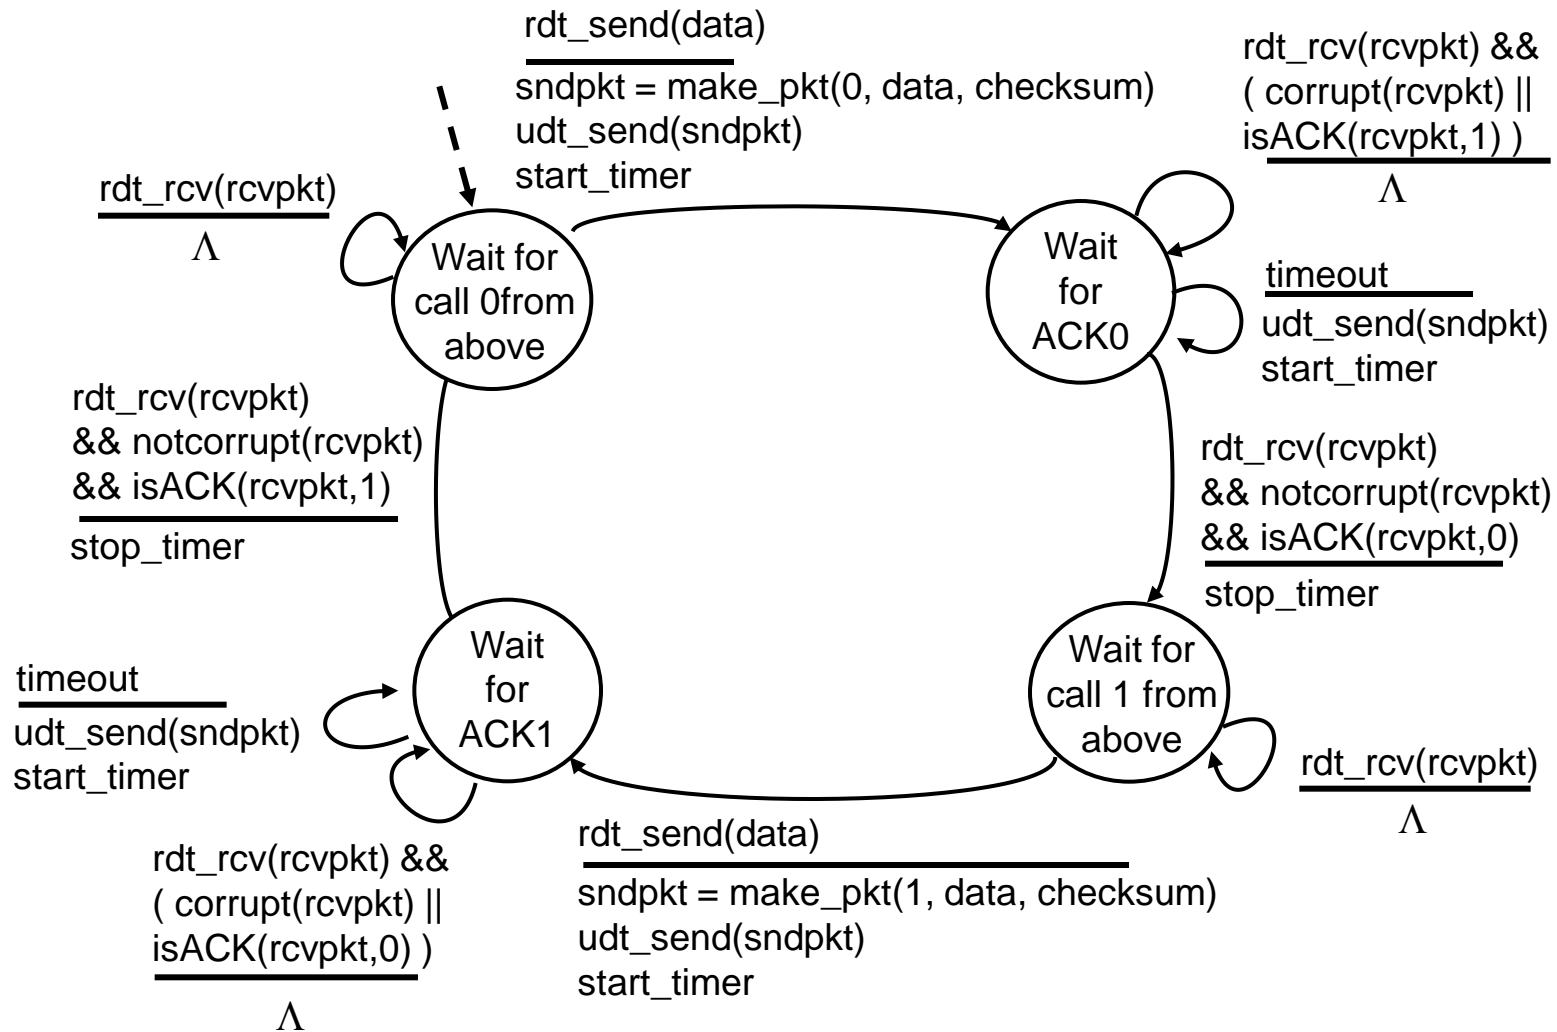 rdt_send(data)
sndpkt = make_pkt(0, data, checksum)
udt_send(sndpkt)
start_timer
rdt_rcv(rcvpkt) &&
( corrupt(rcvpkt) ||
isACK(rcvpkt,1) )
Λ
rdt_rcv(rcvpkt)
Λ
Wait for
call 0from
above
Wait
for
ACK0
timeout
udt_send(sndpkt)
start_timer
rdt_rcv(rcvpkt)
&& notcorrupt(rcvpkt)
&& isACK(rcvpkt,1)
stop_timer
rdt_rcv(rcvpkt)
&& notcorrupt(rcvpkt)
&& isACK(rcvpkt,0)
stop_timer
timeout
udt_send(sndpkt)
start_timer
Wait
for
ACK1
Wait for
call 1 from
above
rdt_rcv(rcvpkt)
Λ
rdt_rcv(rcvpkt) &&
( corrupt(rcvpkt) ||
isACK(rcvpkt,0) )
Λ
rdt_send(data)
sndpkt = make_pkt(1, data, checksum)
udt_send(sndpkt)
start_timer